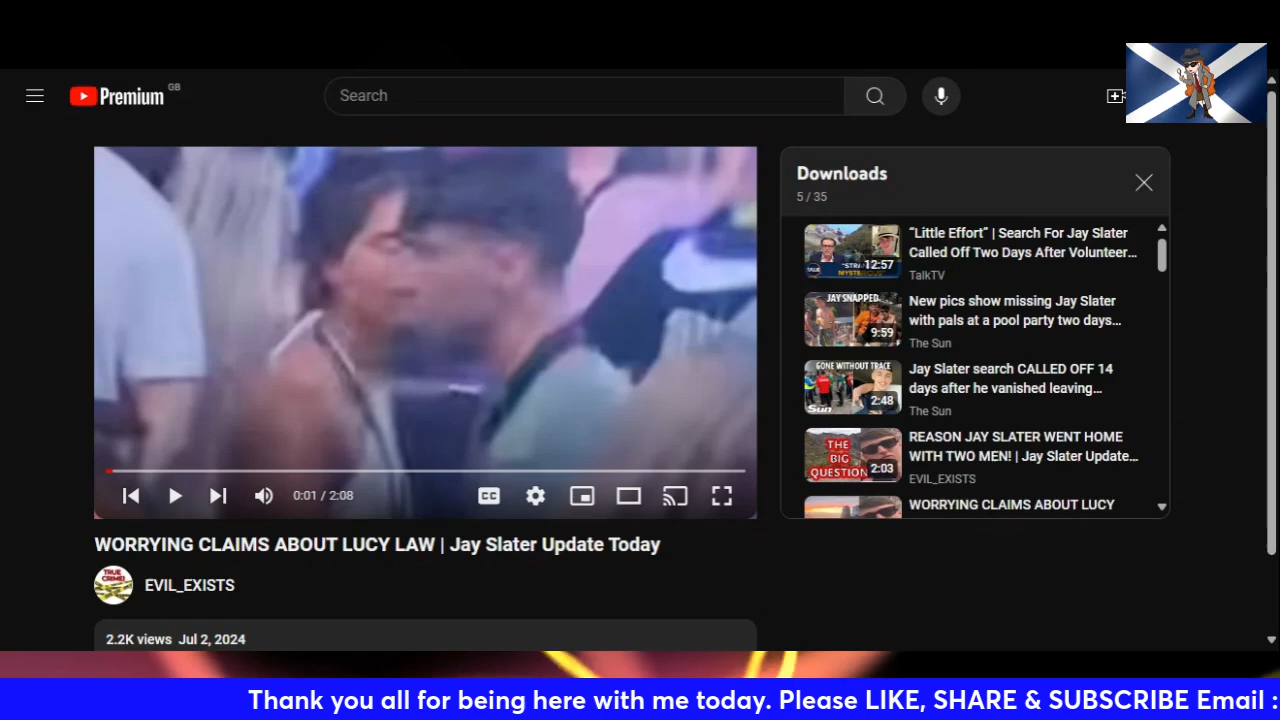 Premium GB
Search
Downloads
5 / 35
"Little Effort" | Search For Jay Slater
Called Off Two Days After Volunteer…
TalkTV
12:57
JAY SNAPPED
New pics show missing Jay Slater
with pals at a pool party two days…
The Sun
9:59
GONE WITHOUT TRACE
Jay Slater search CALLED OFF 14
days after he vanished leaving…
The Sun
Sun
2:48
THE
BIG
QUESTION
REASON JAY SLATER WENT HOME
WITH TWO MEN! | Jay Slater Update…
EVIL_EXISTS
2:03
WORRYING CLAIMS ABOUT LUCY
0:01 / 2:08
CC
WORRYING CLAIMS ABOUT LUCY LAW | Jay Slater Update Today
TRUE
CRIME!
EVIL_EXISTS
2.2K views Jul 2, 2024
Thank you all for being here with me today. Please LIKE, SHARE & SUBSCRIBE Email :